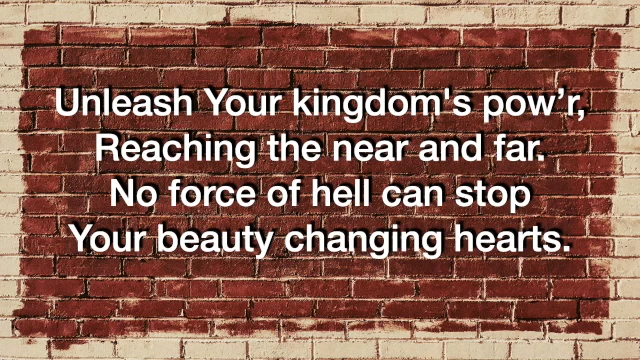 Unleash Your kingdom's pow’r,
Reaching the near and far.
No force of hell can stop
Your beauty changing hearts.